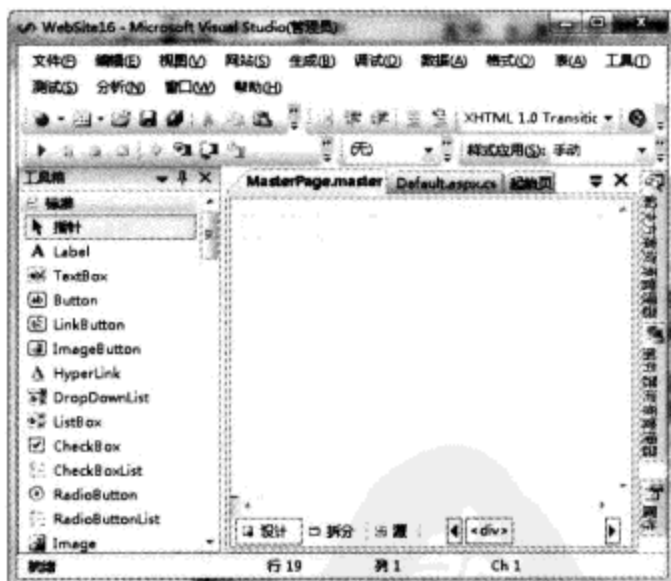 WebSite16 - Microsoft Visual Studio(管理员)
文件(F) 编辑(E) 视图(V) 网站(S) 生成(B) 调试(D) 数据(A) 格式(O) 表(A) 工具(T)
测试(S) 分析(N) 窗口(W) 帮助(H)
XHTML 1.0 Transitic
(无) 样式应用(S): 手动
工具箱
MasterPage.master Default.aspx.cs 起始页
标准
指针
A Label
TextBox
Button
LinkButton
ImageButton
A HyperLink
DropDownList
ListBox
CheckBox
CheckBoxList
RadioButton
RadioButtonList
Image
设计 拆分 源 <div>
就绪 行 19 列 1 Ch 1
属性